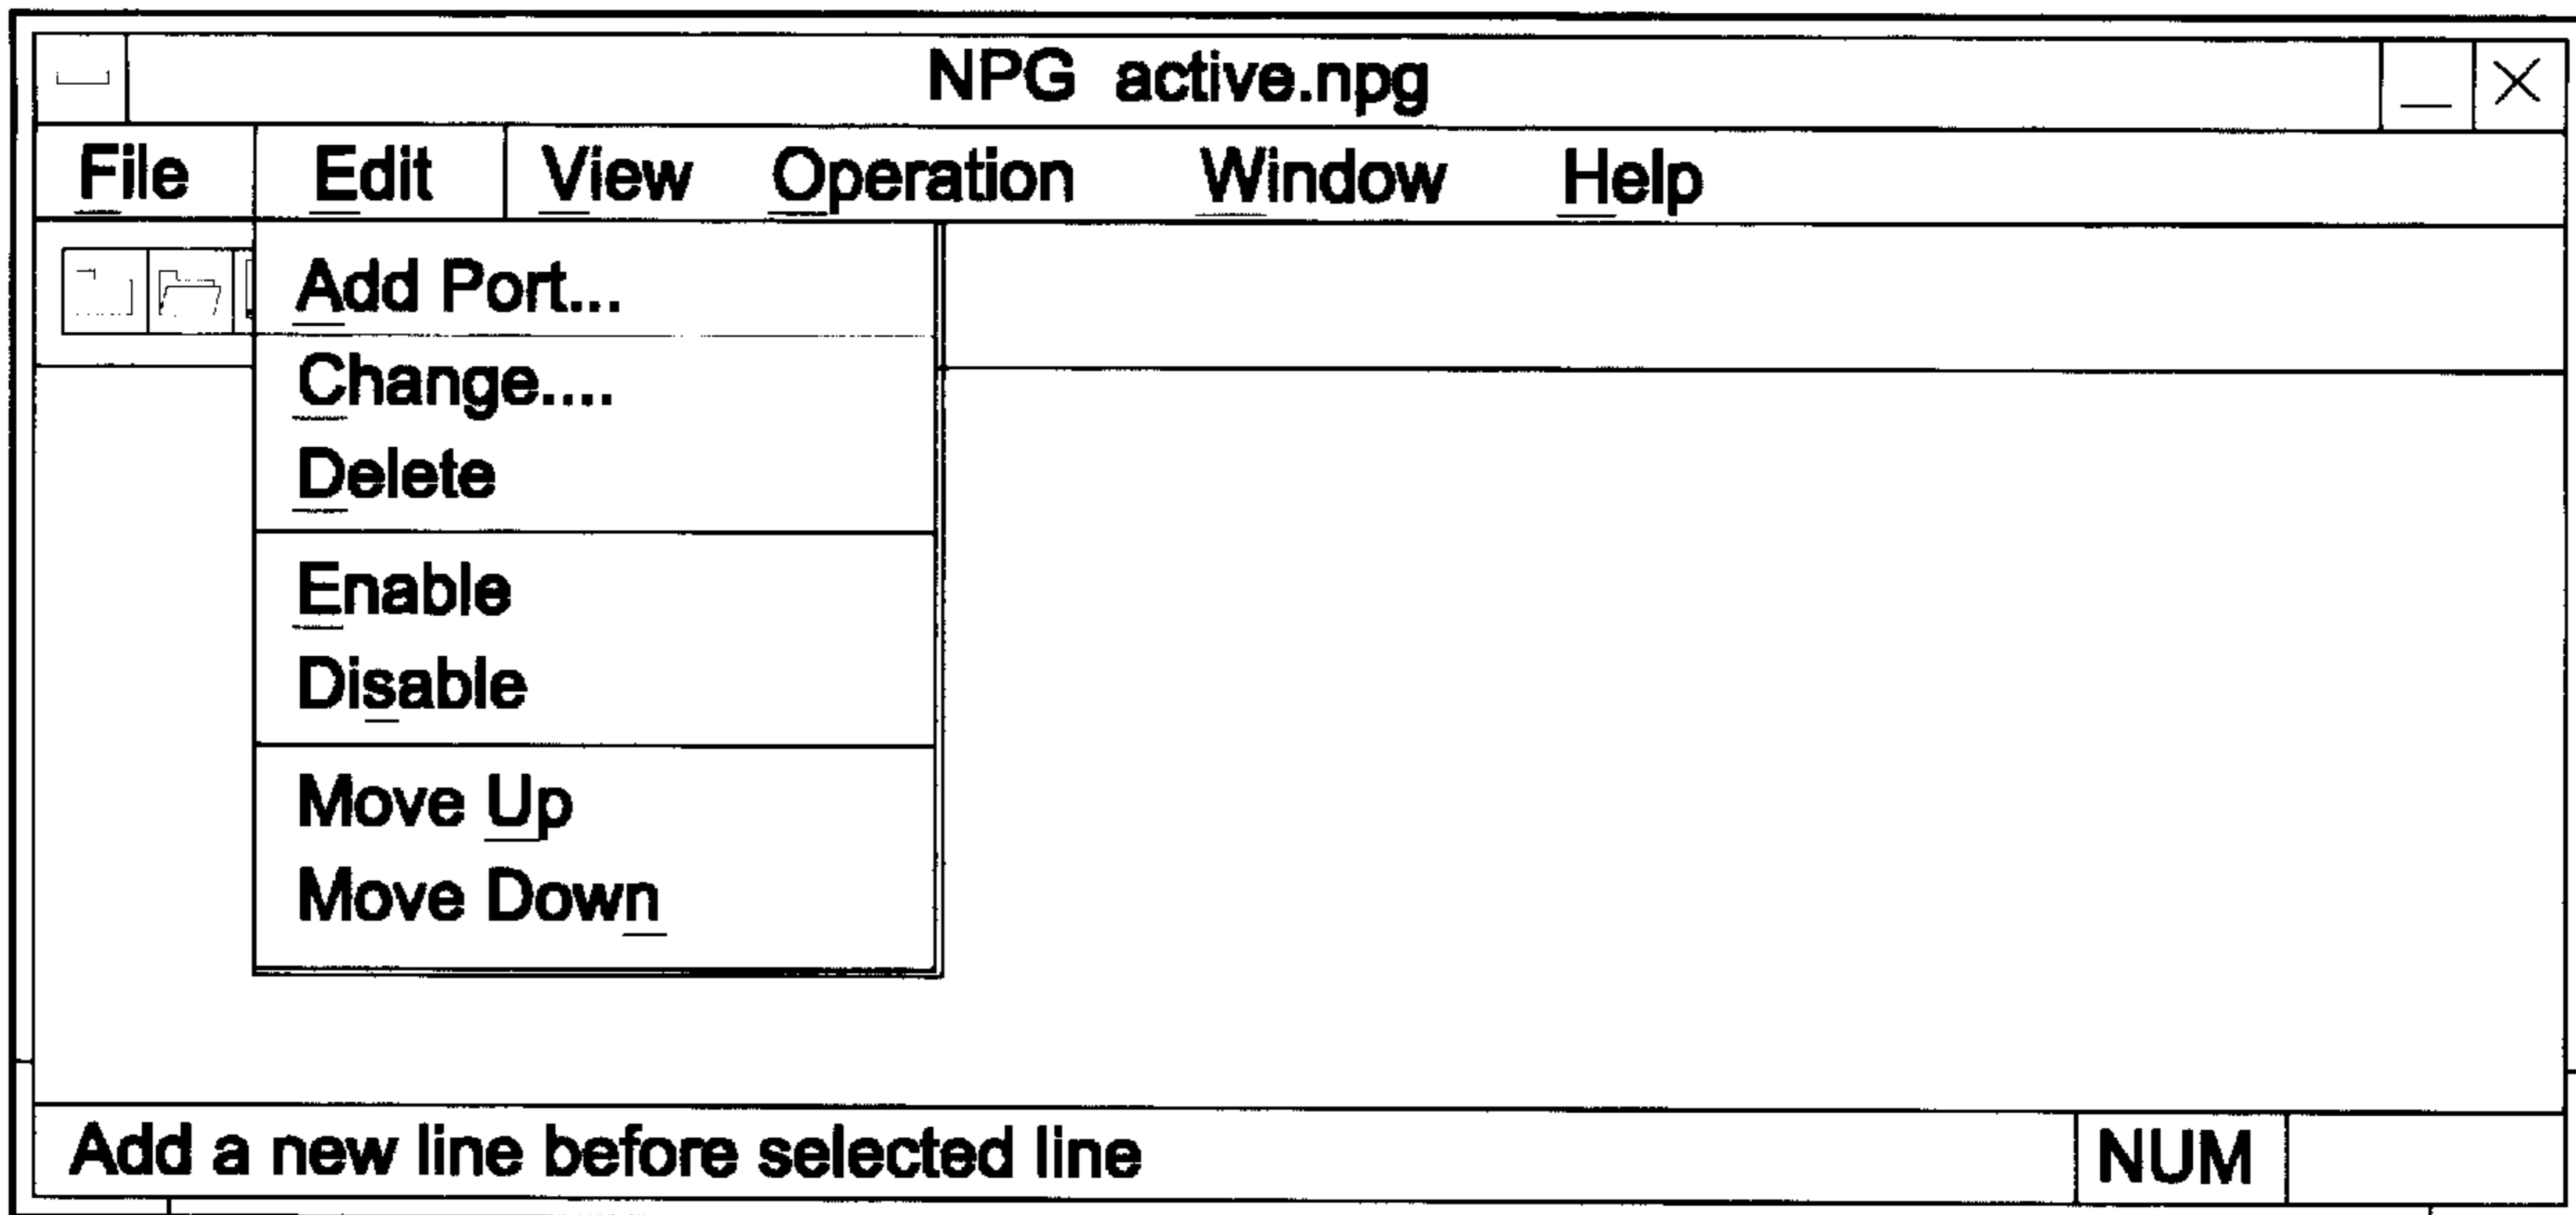 NPG active.npg
File Edit View Operation Window Help
Add Port...
Change....
Delete
Enable
Disable
Move Up
Move Down
Add a new line before selected line NUM